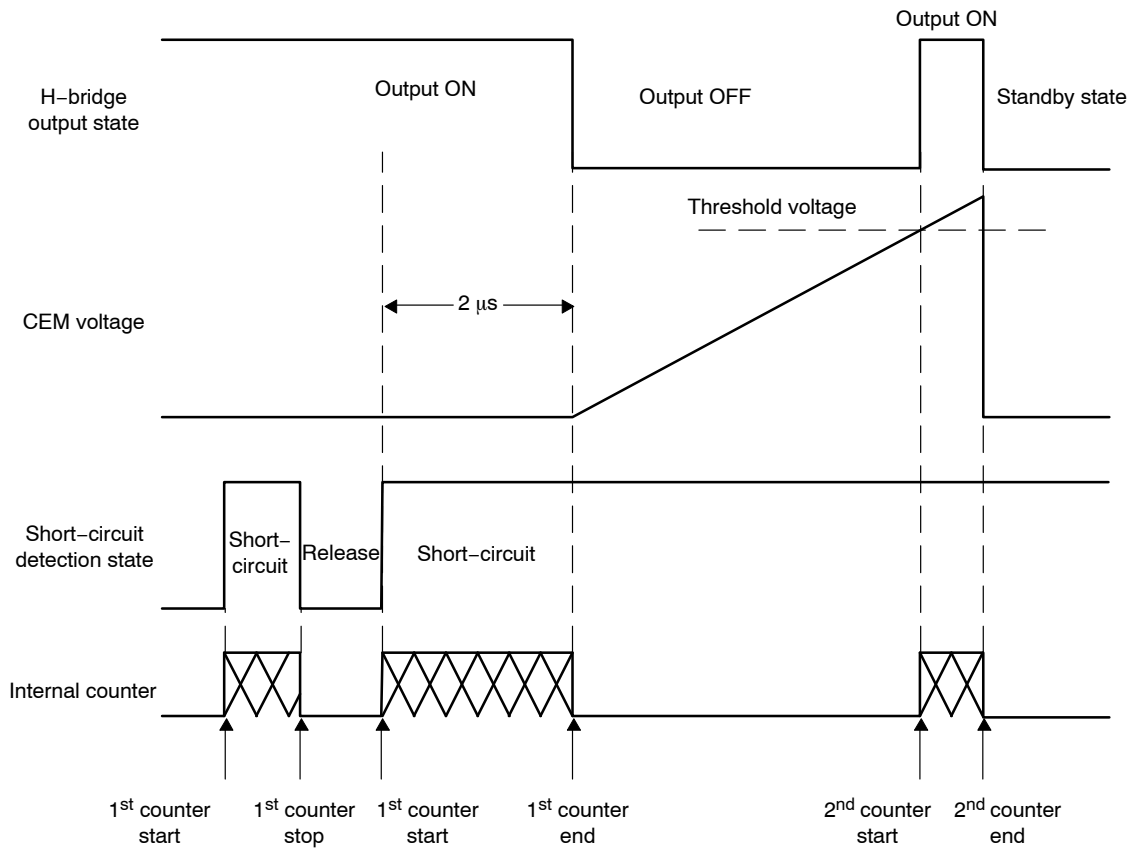 Output ON
H−bridge
output state
Output ON
Output OFF
Standby state
Threshold voltage
2 μs
CEM voltage
Short−circuit
detection state
Short−
circuit
Release
Short−circuit
Internal counter
1st counter
start
1st counter
stop
1st counter
start
1st counter
end
2nd counter
start
2nd counter
end